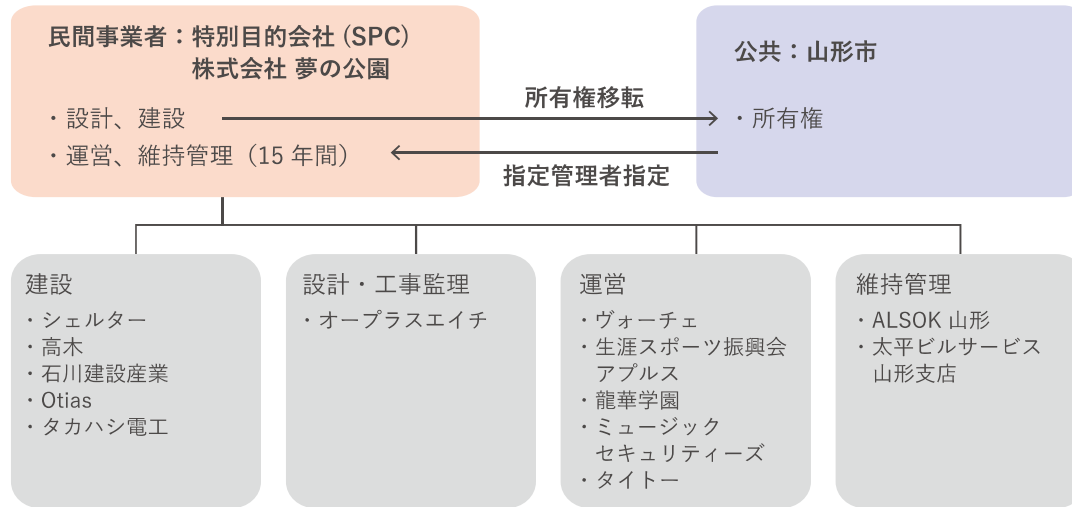 民間事業者：特別目的会社 (SPC)
株式会社 夢の公園
・設計、建設
・運営、維持管理（15 年間）
所有権移転
指定管理者指定
公共：山形市
・所有権
建設
・シェルター
・高木
・石川建設産業
・Otias
・タカハシ電工
設計・工事監理
・オープラスエイチ
運営
・ヴォーチェ
・生涯スポーツ振興会
アプルス
・龍華学園
・ミュージック
セキュリティーズ
・タイトー
維持管理
・ALSOK 山形
・太平ビルサービス
山形支店